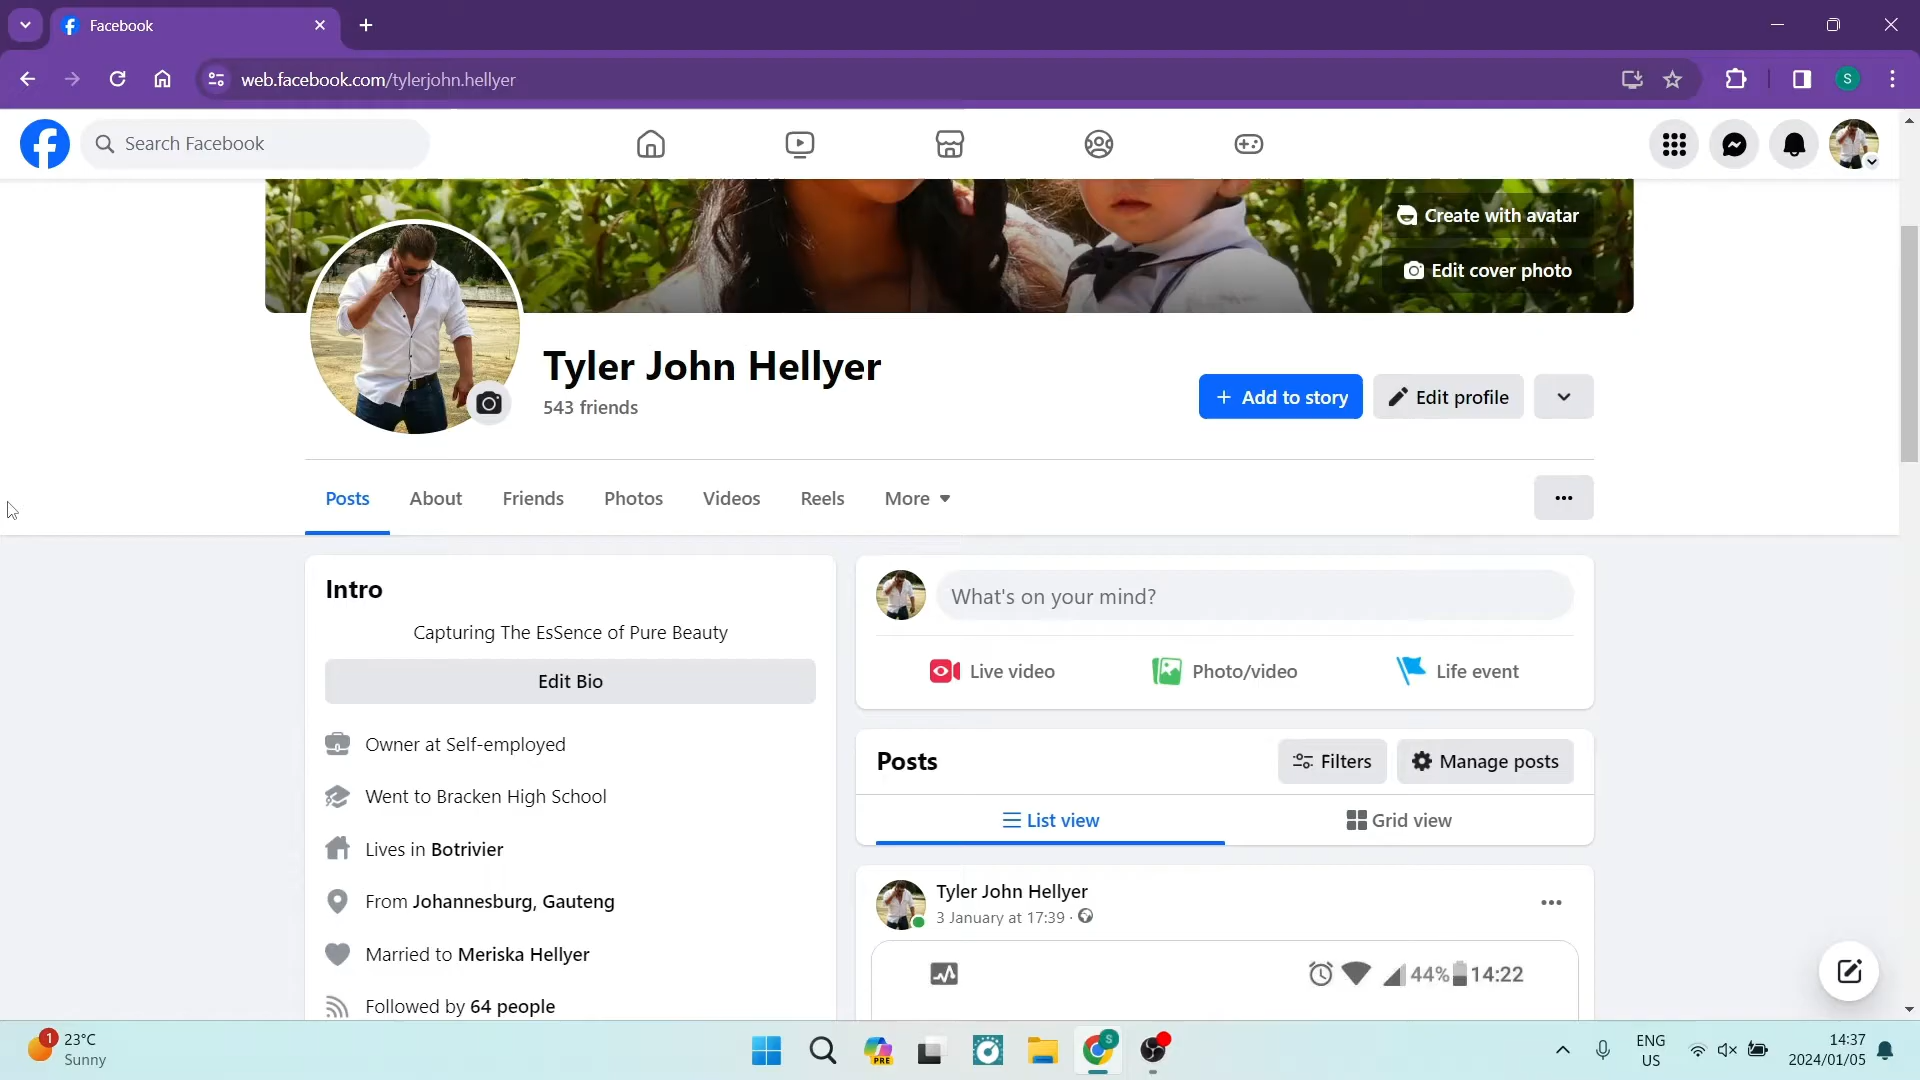 Facebook
web.facebook.com/tylerjohn.hellyer
S
Search Facebook
Create with avatar
Edit cover photo
Tyler John Hellyer
543 friends
+ Add to story
Edit profile
Posts
About
Friends
Photos
Videos
Reels
More
Intro
Capturing The EsSence of Pure Beauty
Edit Bio
Owner at Self-employed
Went to Bracken High School
Lives in Botrivier
From Johannesburg, Gauteng
Married to Meriska Hellyer
Followed by 64 people
What's on your mind?
Live video
Photo/video
Life event
Posts
Filters
Manage posts
List view
Grid view
Tyler John Hellyer
3 January at 17:39 ·
44% 14:22
1
23°C
Sunny
PRE
S
ENG
US
14:37
2024/01/05